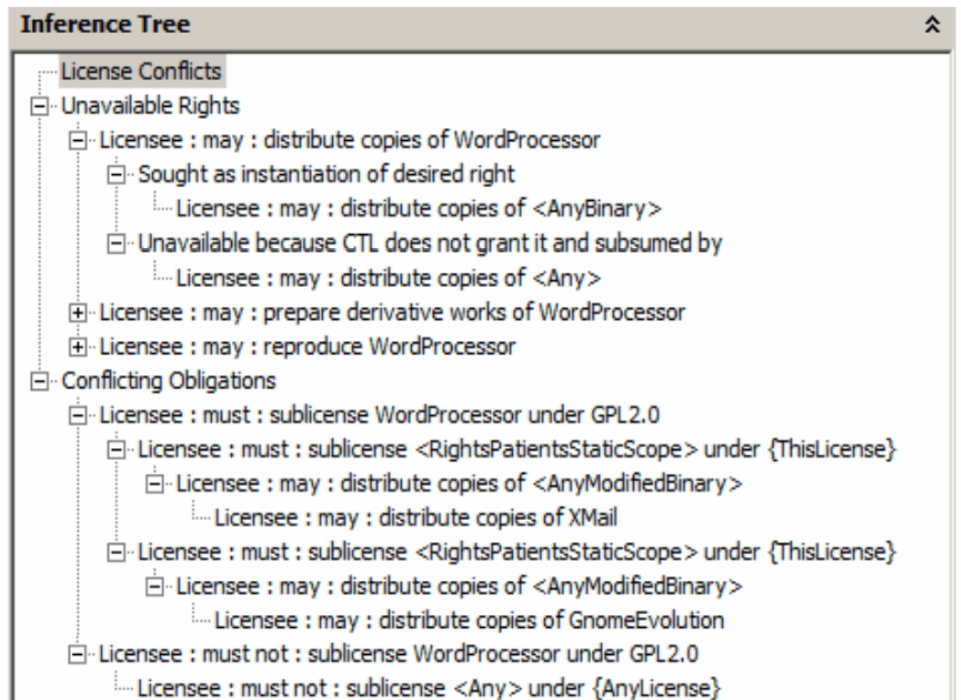 Inference Tree
License Conflicts
Unavailable Rights
Licensee : may : distribute copies of WordProcessor
Sought as instantiation of desired right
Licensee : may : distribute copies of <AnyBinary>
Unavailable because CTL does not grant it and subsumed by
Licensee : may : distribute copies of <Any>
Licensee : may : prepare derivative works of WordProcessor
Licensee : may : reproduce WordProcessor
Conflicting Obligations
Licensee : must : sublicense WordProcessor under GPL2.0
Licensee : must : sublicense <RightsPatientsStaticScope> under {ThisLicense}
Licensee : may : distribute copies of <AnyModifiedBinary>
Licensee : may : distribute copies of XMail
Licensee : must : sublicense <RightsPatientsStaticScope> under {ThisLicense}
Licensee : may : distribute copies of <AnyModifiedBinary>
Licensee : may : distribute copies of GnomeEvolution
Licensee : must not : sublicense WordProcessor under GPL2.0
Licensee : must not : sublicense <Any> under {AnyLicense}